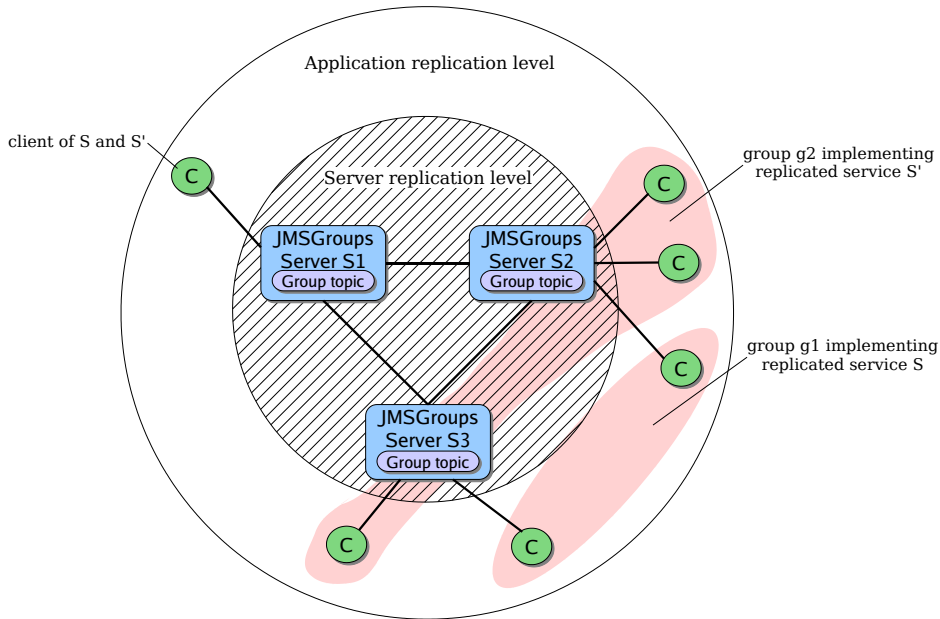 Application replication level
client of S and S'
C
Server replication level
group g2 implementing
replicated service S'
C
JMSGroups
Server S1
Group topic
JMSGroups
Server S2
Group topic
C
group g1 implementing
replicated service S
C
JMSGroups
Server S3
Group topic
C
C